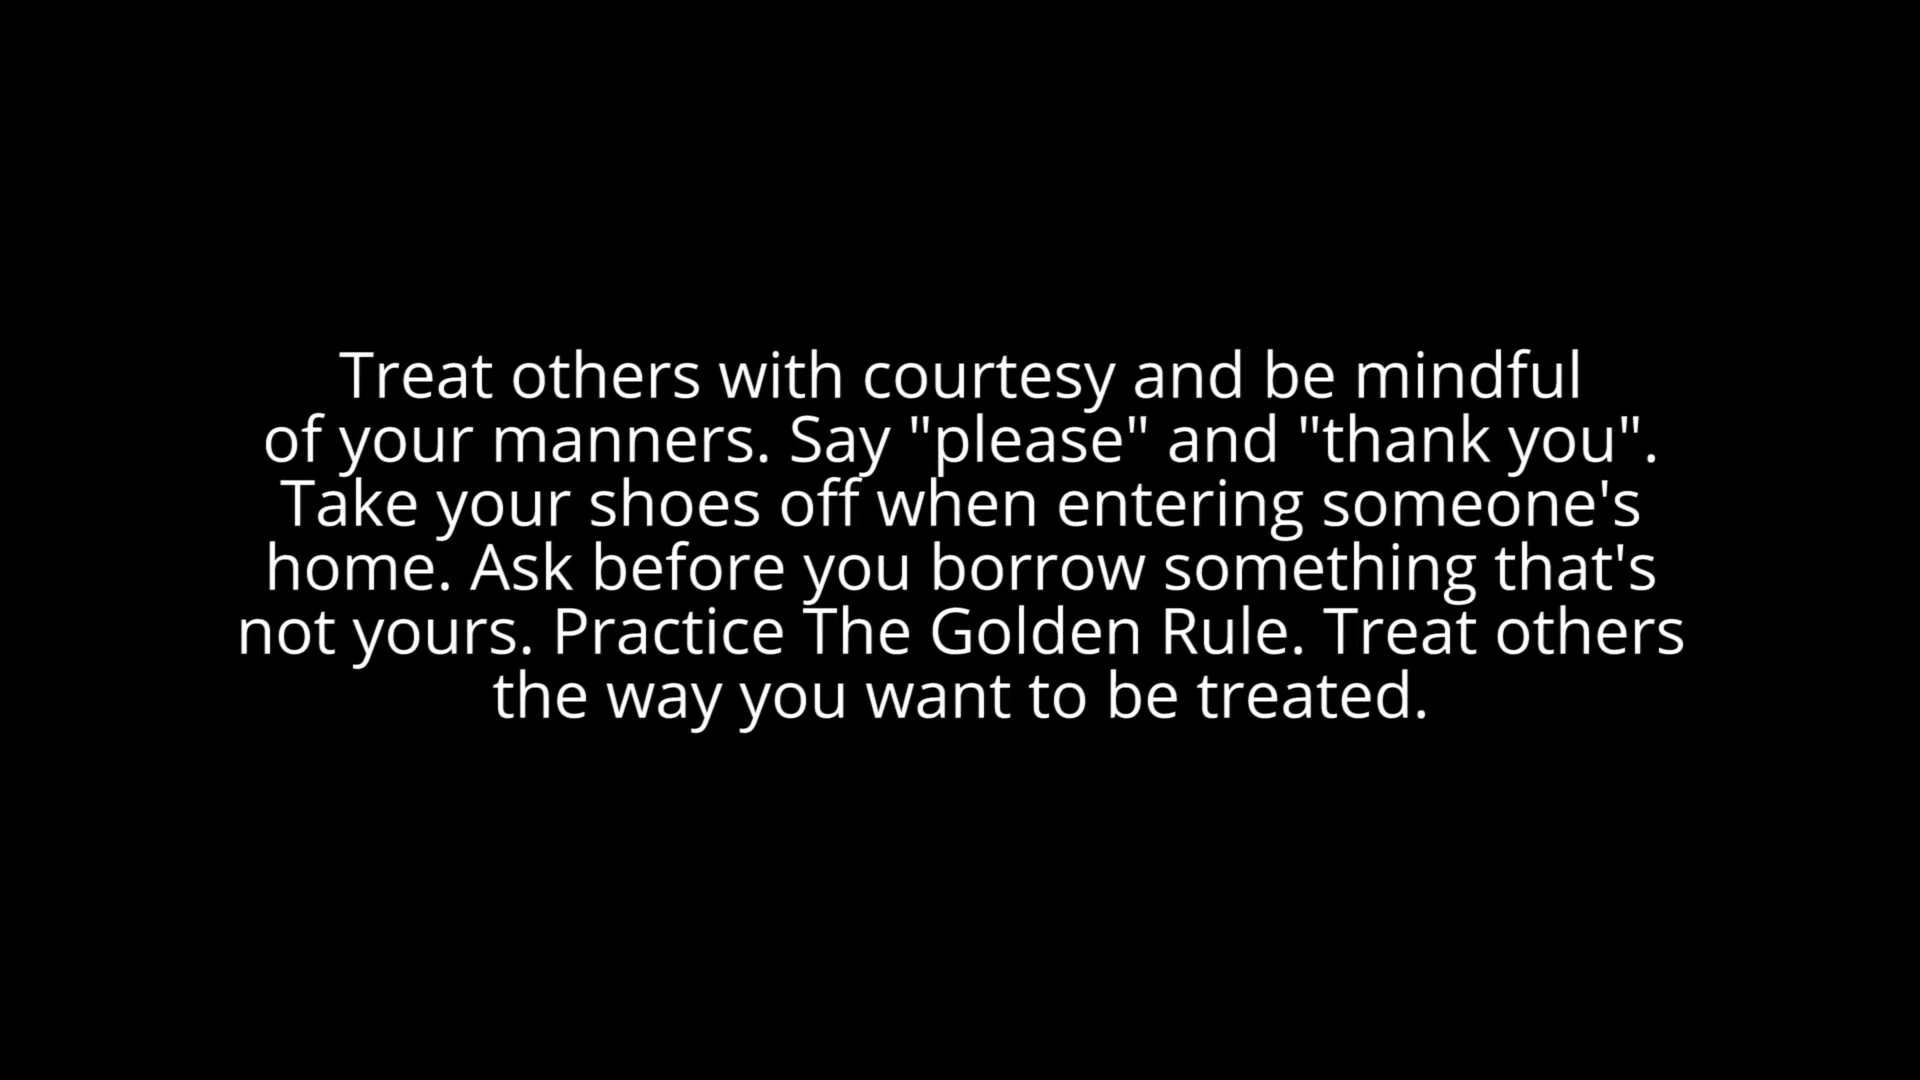 Treat others with courtesy and be mindful
of your manners. Say "please" and "thank you".
Take your shoes off when entering someone's
home. Ask before you borrow something that's
not yours. Practice The Golden Rule. Treat others
the way you want to be treated.